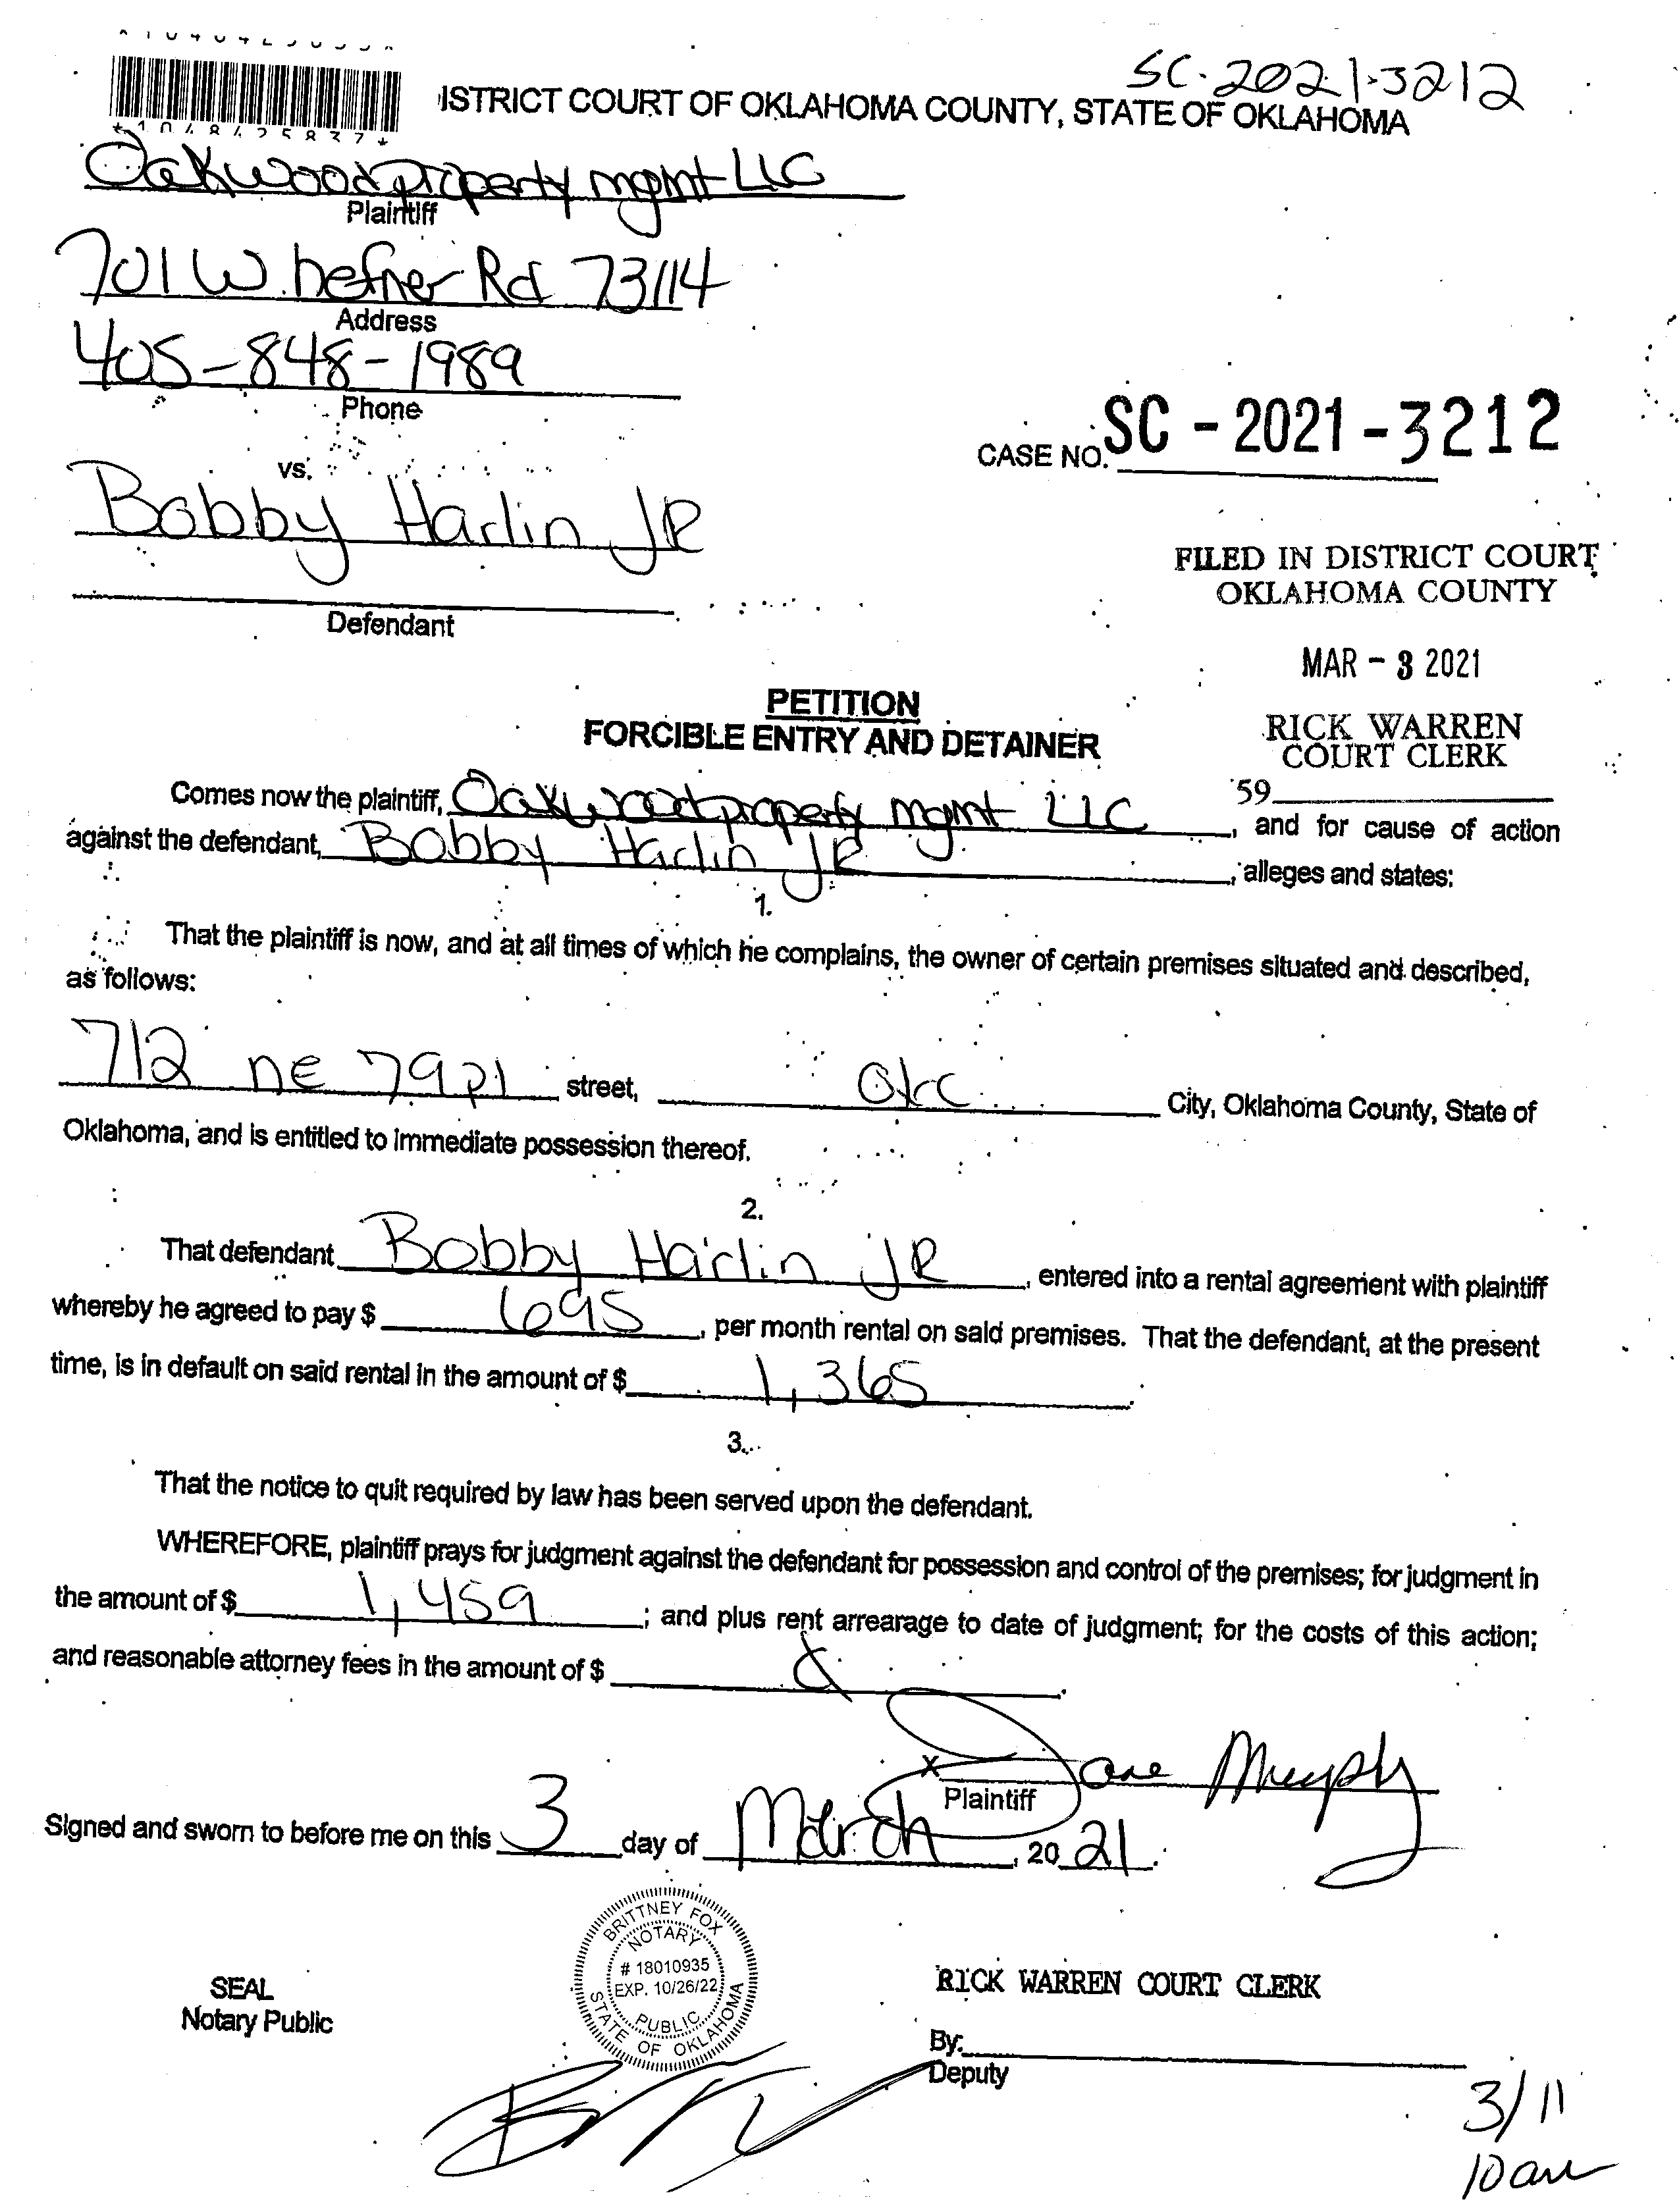 SC-2021-3212
*1048425837*
ISTRICT COURT OF OKLAHOMA COUNTY, STATE OF OKLAHOMA
Oakwood property mgmt LLC
Plaintiff
701 W. hefner Rd 73114
Address
405-848-1989
Phone
CASE NO. SC - 2021 - 3212
vs.
Bobby Harlin JR
Defendant
FILED IN DISTRICT COURT
OKLAHOMA COUNTY
MAR - 3 2021
RICK WARREN
COURT CLERK
59
PETITION
FORCIBLE ENTRY AND DETAINER
Comes now the plaintiff, Oakwood property mgmt LLC, and for cause of action
against the defendant, Bobby Harlin JR, alleges and states:
1.
That the plaintiff is now, and at all times of which he complains, the owner of certain premises situated and described,
as follows:
712 NE 79 street, OKC City, Oklahoma County, State of
Oklahoma, and is entitled to immediate possession thereof.
2.
That defendant Bobby Harlin JR, entered into a rental agreement with plaintiff
whereby he agreed to pay $ 695, per month rental on said premises. That the defendant, at the present
time, is in default on said rental in the amount of $ 1,365.
3.
That the notice to quit required by law has been served upon the defendant.
WHEREFORE, plaintiff prays for judgment against the defendant for possession and control of the premises; for judgment in
the amount of $ 1,459; and plus rent arrearage to date of judgment; for the costs of this action;
and reasonable attorney fees in the amount of $
x Jane Murphy
Plaintiff
Signed and sworn to before me on this 3 day of March, 20 21.
BRITTNEY FOX
NOTARY
# 18010935
EXP. 10/26/22
PUBLIC
STATE OF OKLAHOMA
SEAL
Notary Public
RICK WARREN COURT CLERK
By:
Deputy
3/11
10am